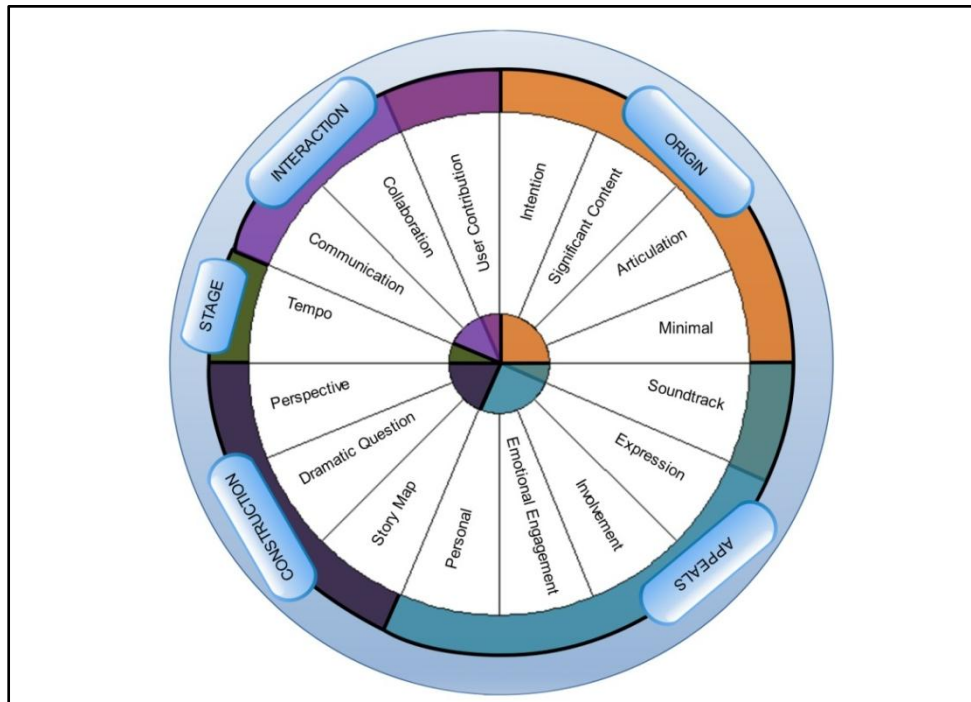 INTERACTION
ORIGIN
STAGE
CONSTRUCTION
APPEALS
Intention
Significant Content
Articulation
Minimal
Soundtrack
Expression
Involvement
Emotional Engagement
Personal
Story Map
Dramatic Question
Perspective
Tempo
Communication
Collaboration
User Contribution